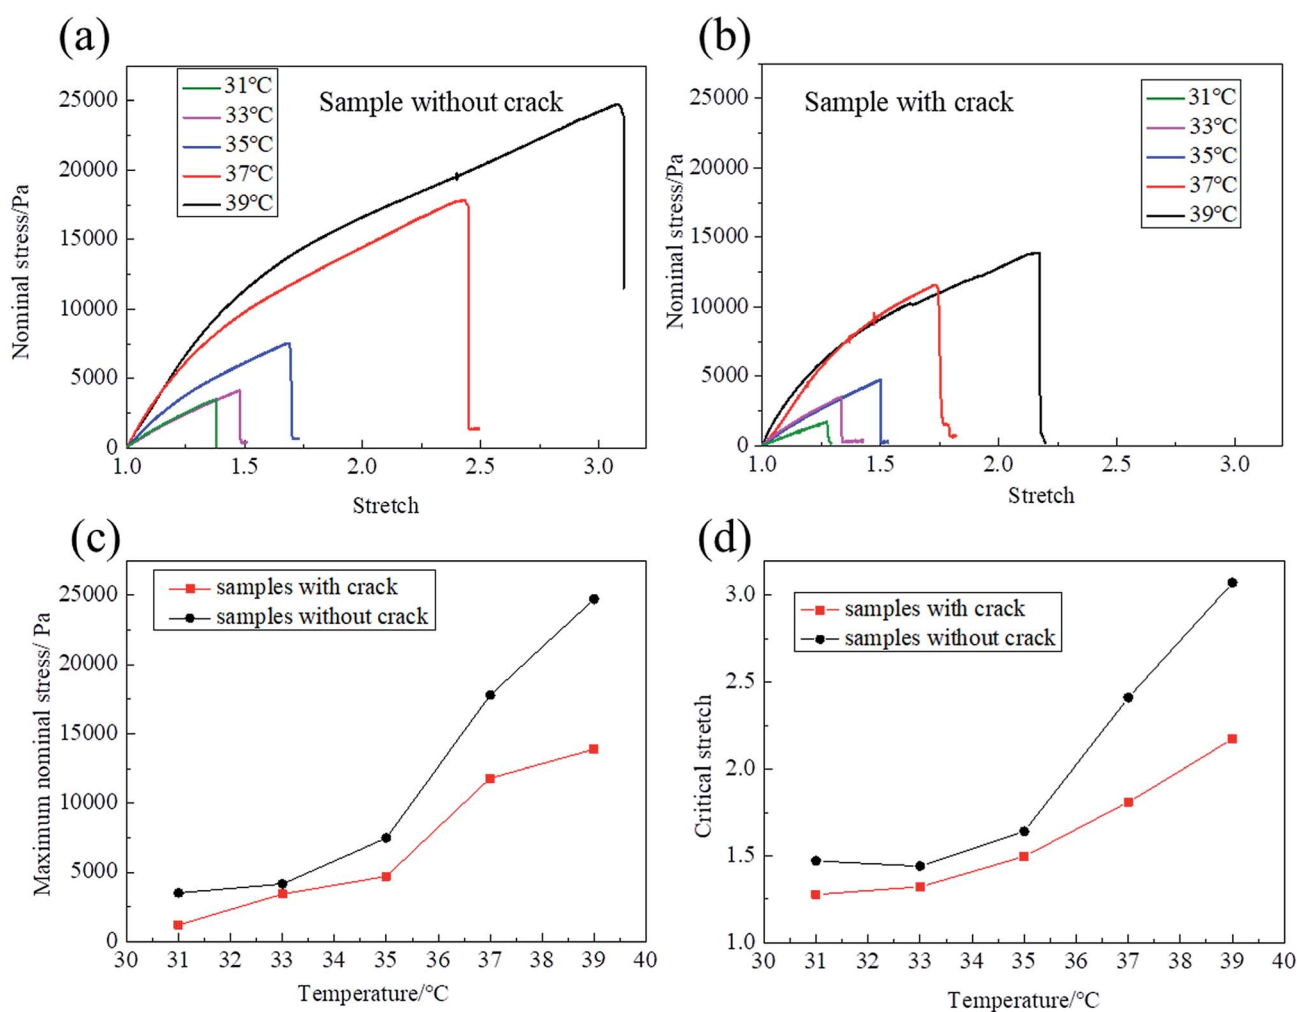 (a)
Sample without crack
31°C
33°C
35°C
37°C
39°C
25000
20000
15000
10000
5000
0
Nominal stress/Pa
1.0 1.5 2.0 2.5 3.0
Stretch
(b)
Sample with crack
31°C
33°C
35°C
37°C
39°C
25000
20000
15000
10000
5000
0
Nominal stress/Pa
1.0 1.5 2.0 2.5 3.0
Stretch
(c)
samples with crack
samples without crack
25000
20000
15000
10000
5000
0
Maximum nominal stress/ Pa
30 31 32 33 34 35 36 37 38 39 40
Temperature/°C
(d)
samples with crack
samples without crack
3.0
2.5
2.0
1.5
1.0
Critical stretch
30 31 32 33 34 35 36 37 38 39 40
Temperature/°C